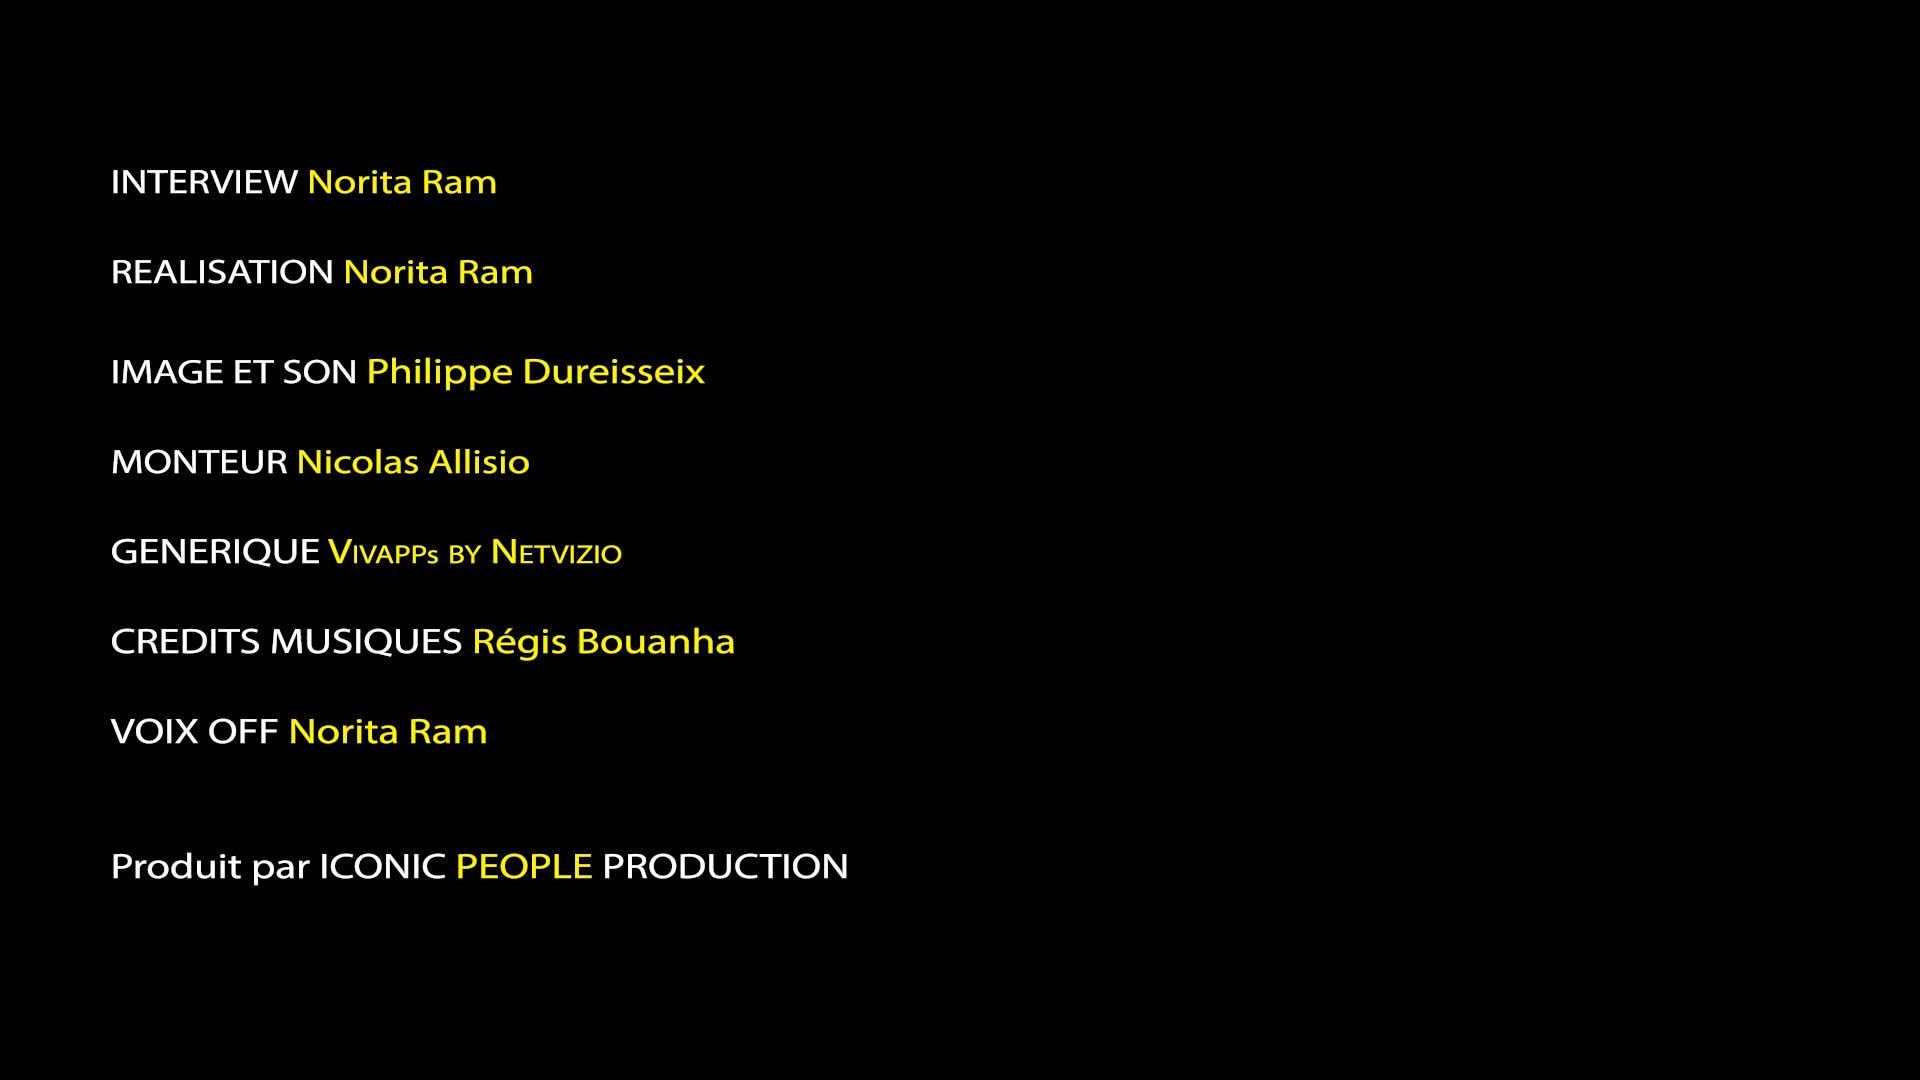 INTERVIEW Norita Ram
REALISATION Norita Ram
IMAGE ET SON Philippe Dureisseix
MONTEUR Nicolas Allisio
GENERIQUE VIVAPPs BY NETVIZIO
CREDITS MUSIQUES Régis Bouanha
VOIX OFF Norita Ram
Produit par ICONIC PEOPLE PRODUCTION